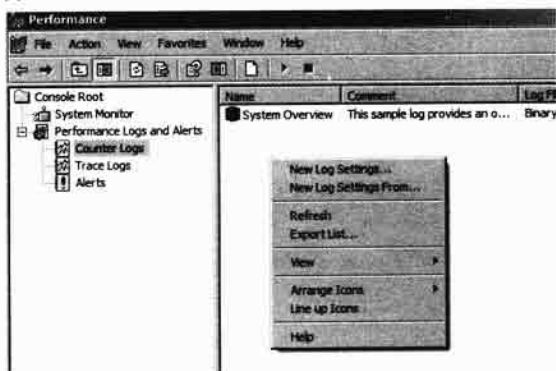 Performance
File Action View Favorites Window Help
Console Root
System Monitor
Performance Logs and Alerts
Counter Logs
Trace Logs
Alerts
Name Comment Log Fil
System Overview This sample log provides an o... Binary
New Log Settings...
New Log Settings From...
Refresh
Export List...
View
Arrange Icons
Line up Icons
Help